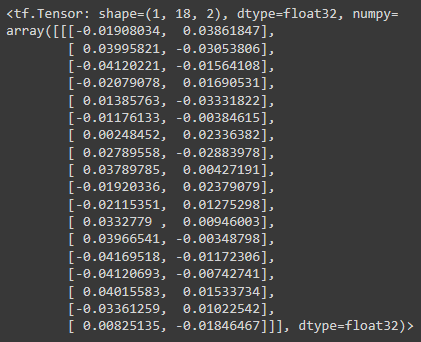 <tf.Tensor: shape=(1, 18, 2), dtype=float32, numpy=
array([[[-0.01908034,  0.03861847],
        [ 0.03995821, -0.03053806],
        [-0.04120221, -0.01564108],
        [-0.02079078,  0.01690531],
        [ 0.01385763, -0.03331822],
        [-0.01176133, -0.00384615],
        [ 0.00248452,  0.02336382],
        [ 0.02789558, -0.02883978],
        [ 0.03789785,  0.00427191],
        [-0.01920336,  0.02379079],
        [-0.02115351,  0.01275298],
        [ 0.0332779 ,  0.00946003],
        [ 0.03966541, -0.00348798],
        [-0.04169518, -0.01172306],
        [-0.04120693, -0.00742741],
        [ 0.04015583,  0.01533734],
        [-0.03361259,  0.01022542],
        [ 0.00825135, -0.01846467]]], dtype=float32)>